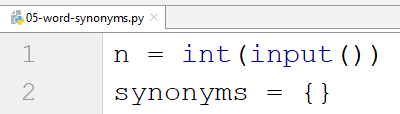 05-word-synonyms.py
1 n = int(input())
2 synonyms = {}